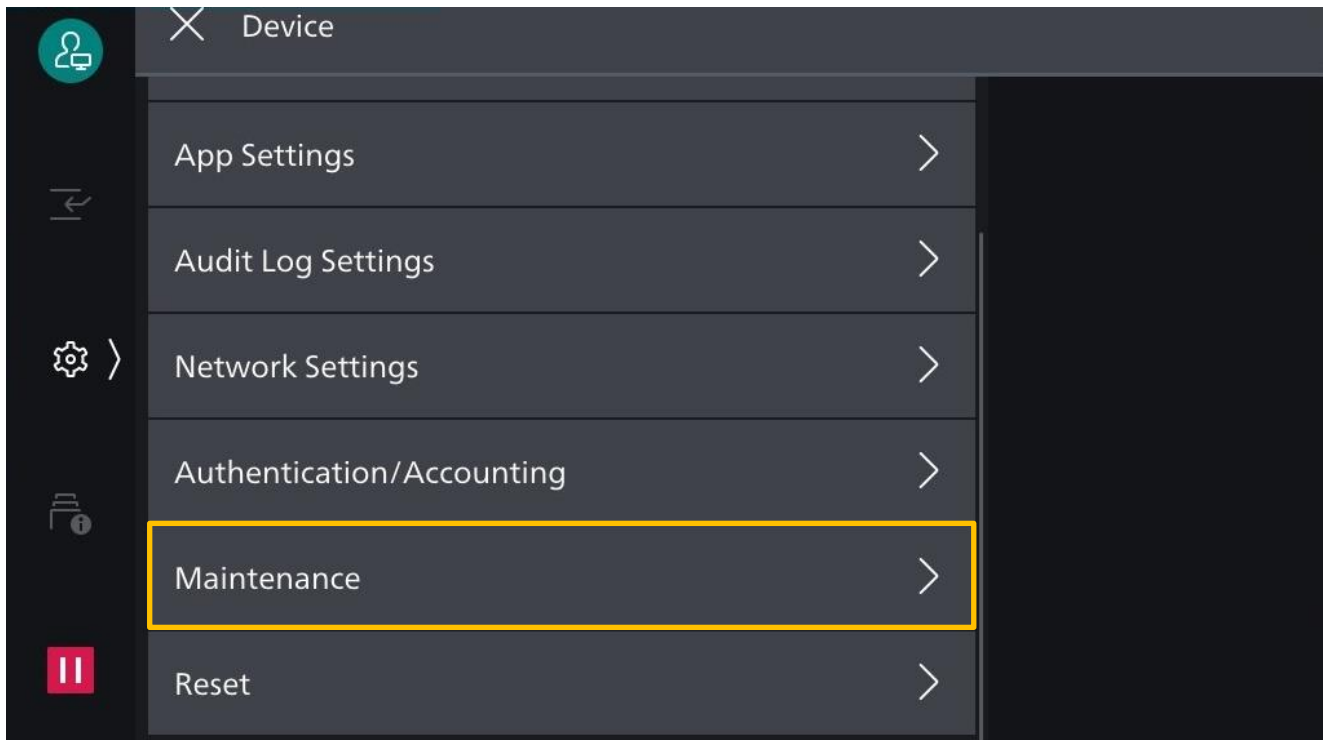 Device
App Settings
Audit Log Settings
Network Settings
Authentication/Accounting
Maintenance
Reset